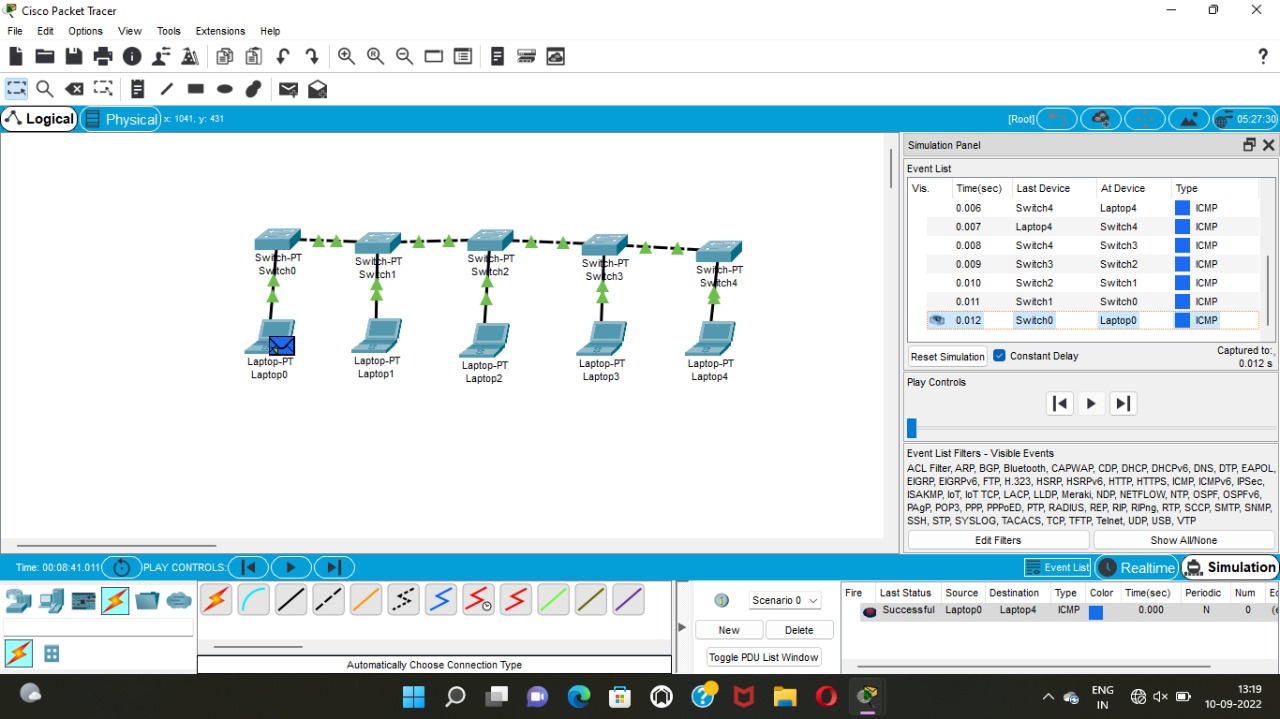 Cisco Packet Tracer
File Edit Options View Tools Extensions Help
?
Logical Physical x: 1041, y: 431 [Root] 05:27:30
Simulation Panel
Event List
Vis. Time(sec) Last Device At Device Type
0.006 Switch4 Laptop4 ICMP
0.007 Laptop4 Switch4 ICMP
0.008 Switch4 Switch3 ICMP
0.009 Switch3 Switch2 ICMP
0.010 Switch2 Switch1 ICMP
0.011 Switch1 Switch0 ICMP
0.012 Switch0 Laptop0 ICMP
Reset Simulation Constant Delay Captured to:
0.012 s
Play Controls
Event List Filters - Visible Events
ACL Filter, ARP, BGP, Bluetooth, CAPWAP, CDP, DHCP, DHCPv6, DNS, DTP, EAPOL,
EIGRP, EIGRPv6, FTP, H.323, HSRP, HSRPv6, HTTP, HTTPS, ICMP, ICMPv6, IPSec,
ISAKMP, IoT, IoT TCP, LACP, LLDP, Meraki, NDP, NETFLOW, NTP, OSPF, OSPFv6,
PAgP, POP3, PPP, PPPoED, PTP, RADIUS, REP, RIP, RIPng, RTP, SCCP, SMTP, SNMP,
SSH, STP, SYSLOG, TACACS, TCP, TFTP, Telnet, UDP, USB, VTP
Edit Filters Show All/None
Switch-PT
Switch0
Switch-PT
Switch1
Switch-PT
Switch2
Switch-PT
Switch3
Switch-PT
Switch4
Laptop-PT
Laptop0
Laptop-PT
Laptop1
Laptop-PT
Laptop2
Laptop-PT
Laptop3
Laptop-PT
Laptop4
Time: 00:08:41.011 PLAY CONTROLS: Event List Realtime Simulation
Scenario 0
New Delete
Toggle PDU List Window
Fire Last Status Source Destination Type Color Time(sec) Periodic Num
Successful Laptop0 Laptop4 ICMP 0.000 N 0
Automatically Choose Connection Type
ENG
IN
13:19
10-09-2022